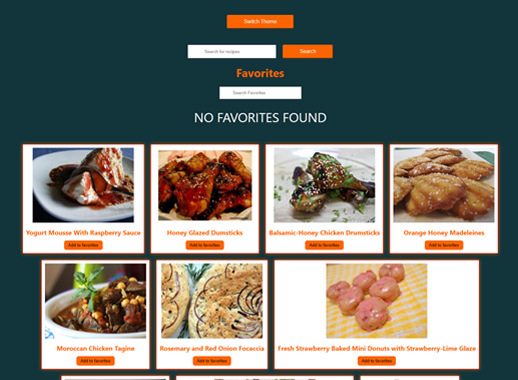 Switch Theme
Search for recipes
Search
Favorites
Search Favorites
NO FAVORITES FOUND
Yogurt Mousse With Raspberry Sauce
Honey Glazed Dumsticks
Balsamic-Honey Chicken Drumsticks
Orange Honey Madeleines
Add to favorites
Add to favorites
Add to favorites
Add to favorites
Moroccan Chicken Tagine
Rosemary and Red Onion Focaccia
Fresh Strawberry Baked Mini Donuts with Strawberry-Lime Glaze
Add to favorites
Add to favorites
Add to favorites